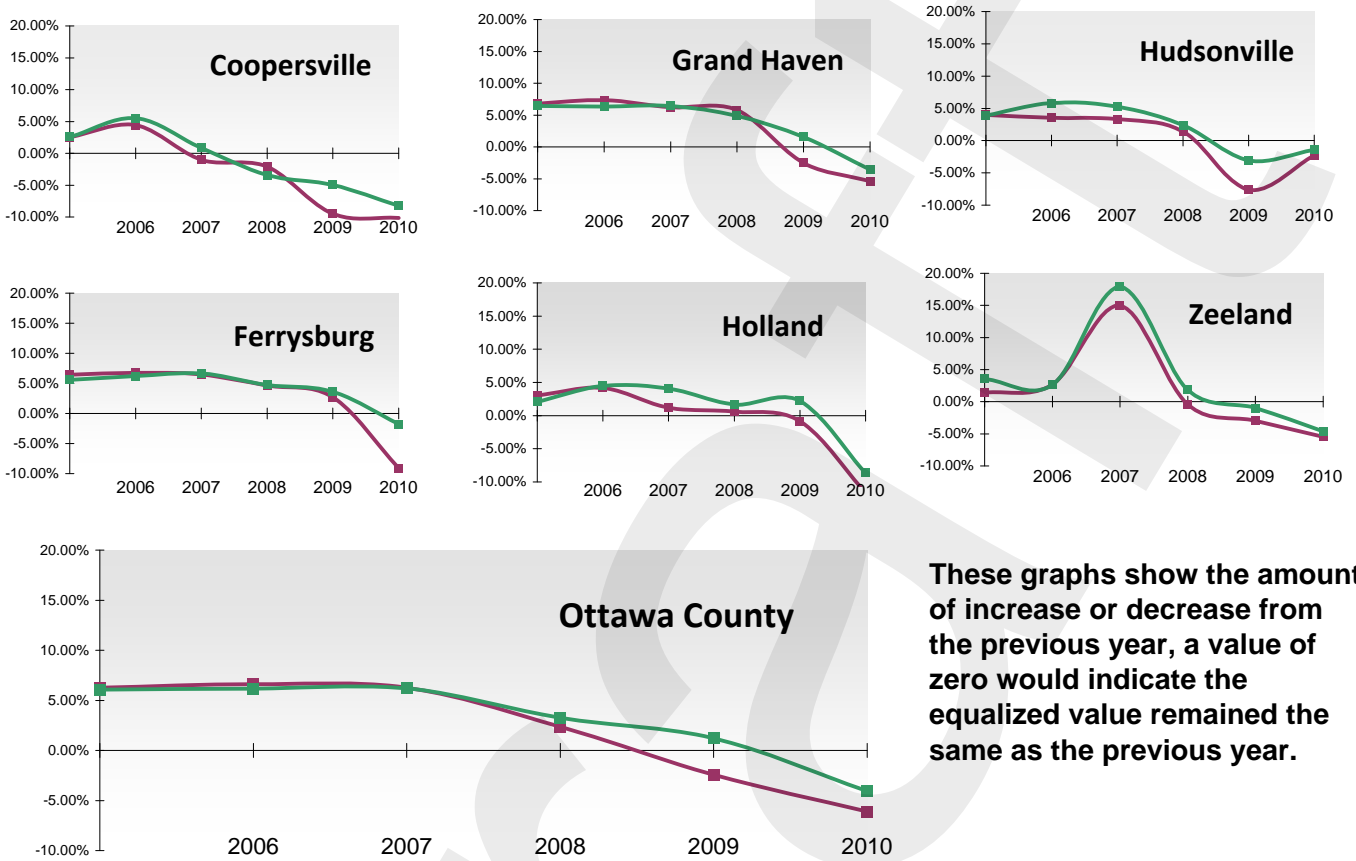 20.00%
15.00%
10.00%
5.00%
0.00%
-5.00%
-10.00%
Coopersville
2006 2007 2008 2009 2010
20.00%
15.00%
10.00%
5.00%
0.00%
-5.00%
-10.00%
Grand Haven
2006 2007 2008 2009 2010
20.00%
15.00%
10.00%
5.00%
0.00%
-5.00%
-10.00%
Hudsonville
2006 2007 2008 2009 2010
20.00%
15.00%
10.00%
5.00%
0.00%
-5.00%
-10.00%
Ferrysburg
2006 2007 2008 2009 2010
20.00%
15.00%
10.00%
5.00%
0.00%
-5.00%
-10.00%
Holland
2006 2007 2008 2009 2010
20.00%
15.00%
10.00%
5.00%
0.00%
-5.00%
-10.00%
Zeeland
2006 2007 2008 2009 2010
20.00%
15.00%
10.00%
5.00%
0.00%
-5.00%
-10.00%
Ottawa County
2006 2007 2008 2009 2010
These graphs show the amount
of increase or decrease from
the previous year, a value of
zero would indicate the
equalized value remained the
same as the previous year.